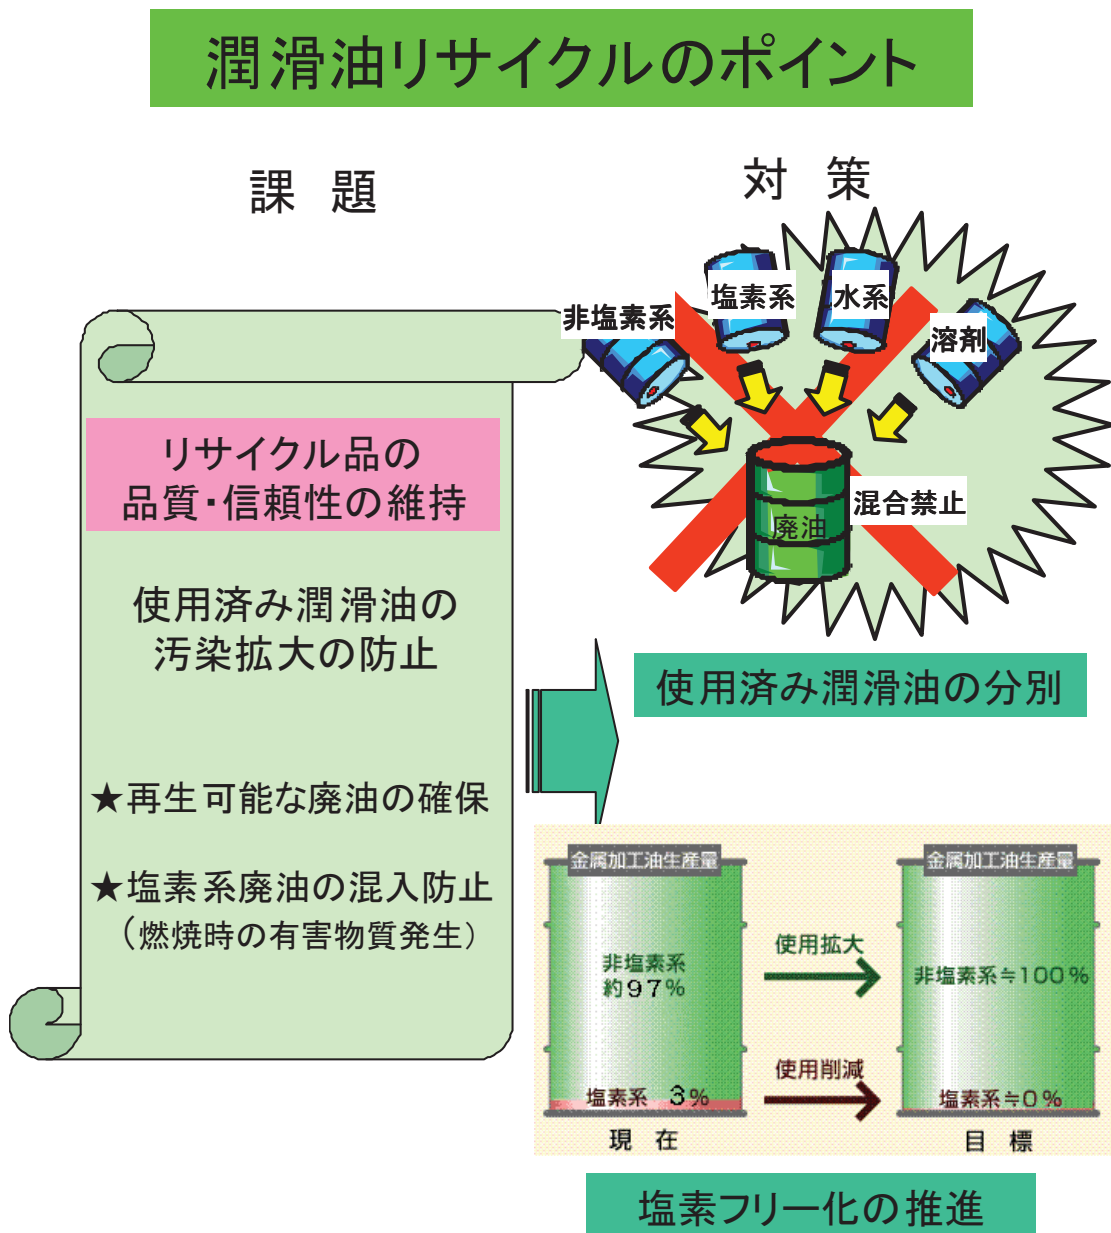 潤滑油リサイクルのポイント
課 題
リサイクル品の
品質・信頼性の維持
使用済み潤滑油の
汚染拡大の防止
★再生可能な廃油の確保
★塩素系廃油の混入防止
（燃焼時の有害物質発生）
対 策
非塩素系
塩素系
水系
溶剤
廃油
混合禁止
使用済み潤滑油の分別
金属加工油生産量
非塩素系
約97%
塩素系 3%
現 在
使用拡大
使用削減
金属加工油生産量
非塩素系≒100%
塩素系≒0%
目 標
塩素フリー化の推進